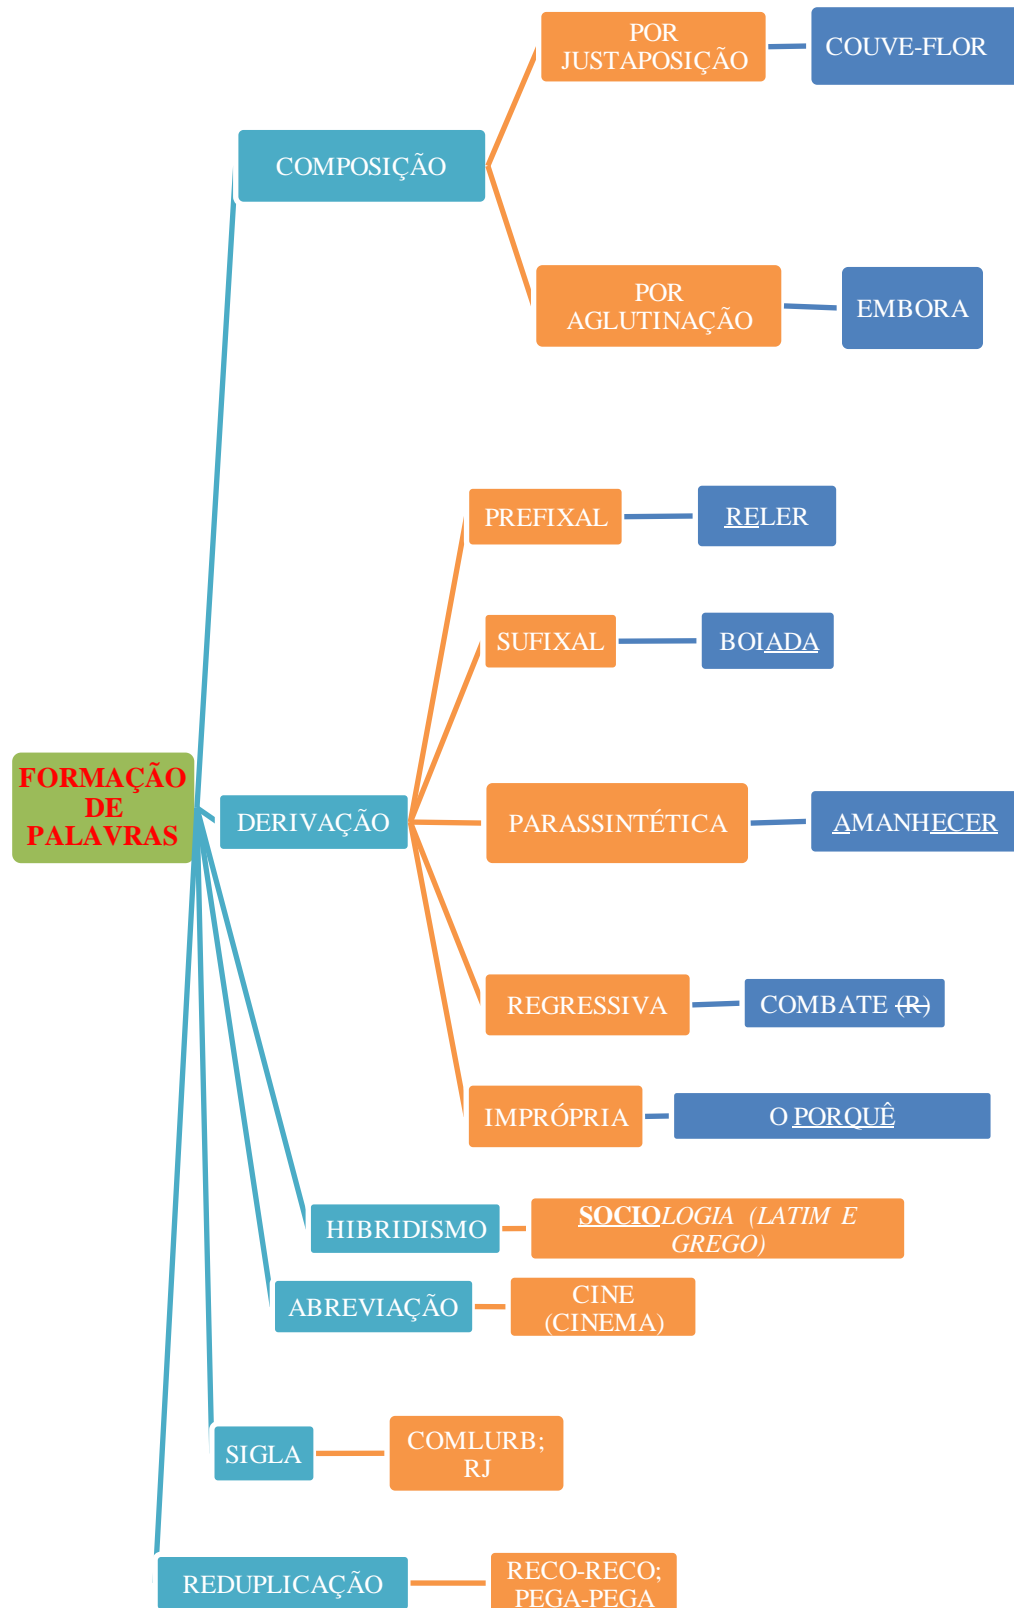 POR
JUSTAPOSIÇÃO
COUVE-FLOR
COMPOSIÇÃO
POR
AGLUTINAÇÃO
EMBORA
PREFIXAL
RELER
SUFIXAL
BOIADA
FORMAÇÃO
DE
PALAVRAS
DERIVAÇÃO
PARASSINTÉTICA
AMANHECER
REGRESSIVA
COMBATE (R)
IMPRÓPRIA
O PORQUÊ
HIBRIDISMO
SOCIOLOGIA (LATIM E
GREGO)
ABREVIAÇÃO
CINE
(CINEMA)
SIGLA
COMLURB;
RJ
REDUPLICAÇÃO
RECO-RECO;
PEGA-PEGA